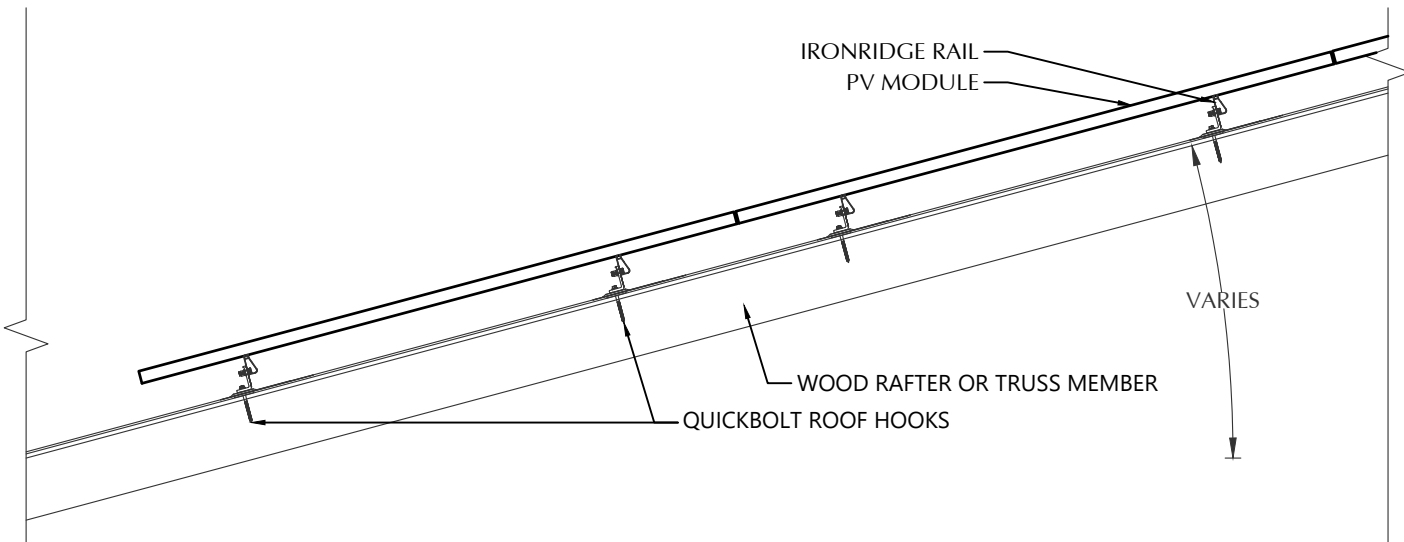 IRONRIDGE RAIL
PV MODULE
VARIES
WOOD RAFTER OR TRUSS MEMBER
QUICKBOLT ROOF HOOKS